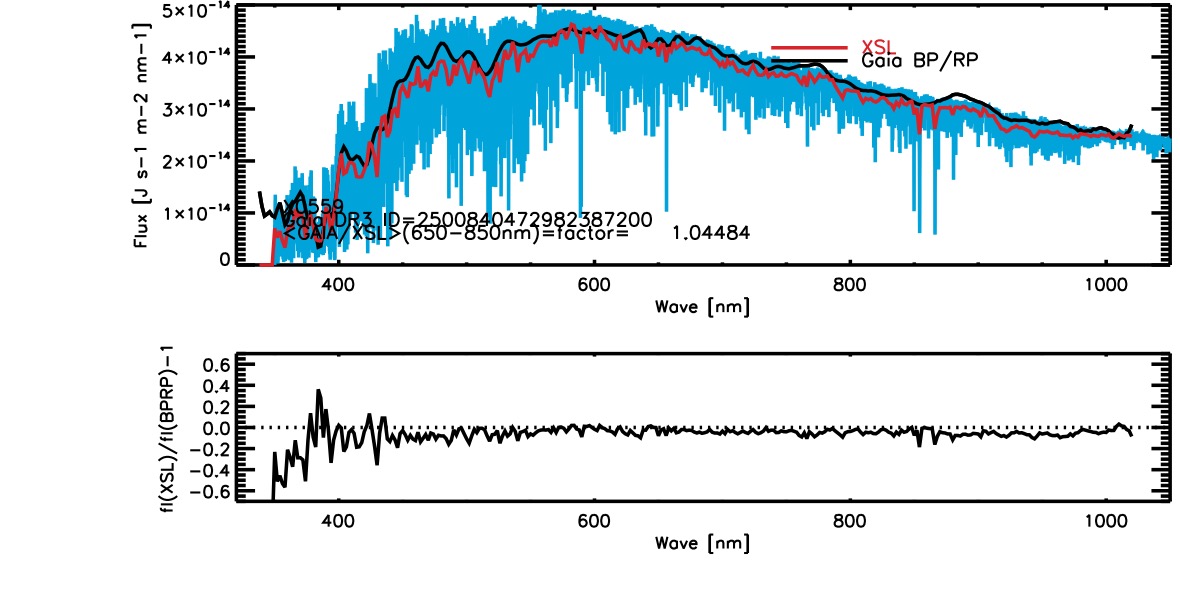 5×10−14
4×10−14
3×10−14
2×10−14
1×10−14
0
Flux [J s−1 m−2 nm−1]
XSL
Gaia BP/RP
X0559
Gaia DR3 ID=2500840472982387200
<GAIA/XSL>(650−850nm)=factor= 1.04484
400 600 800 1000
Wave [nm]
0.6
0.4
0.2
0.0
−0.2
−0.4
−0.6
fl(XSL)/fl(BPRP)−1
400 600 800 1000
Wave [nm]